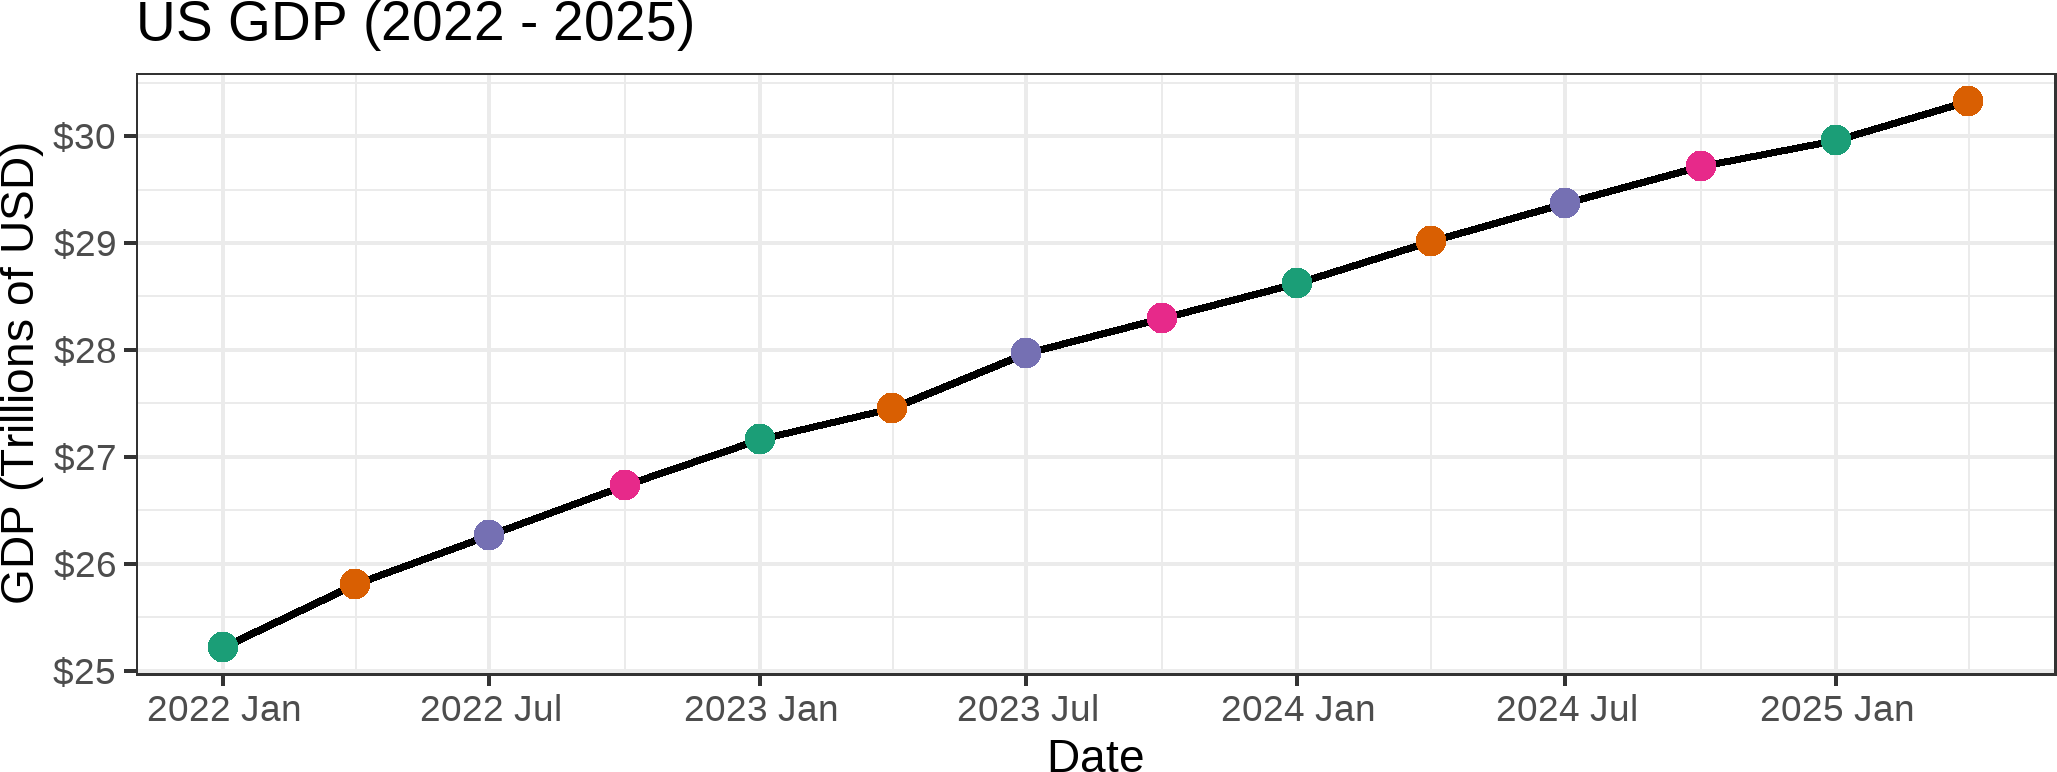 US GDP (2022 - 2025)
GDP (Trillions of USD)
$30
$29
$28
$27
$26
$25
2022 Jan
2022 Jul
2023 Jan
2023 Jul
2024 Jan
2024 Jul
2025 Jan
Date